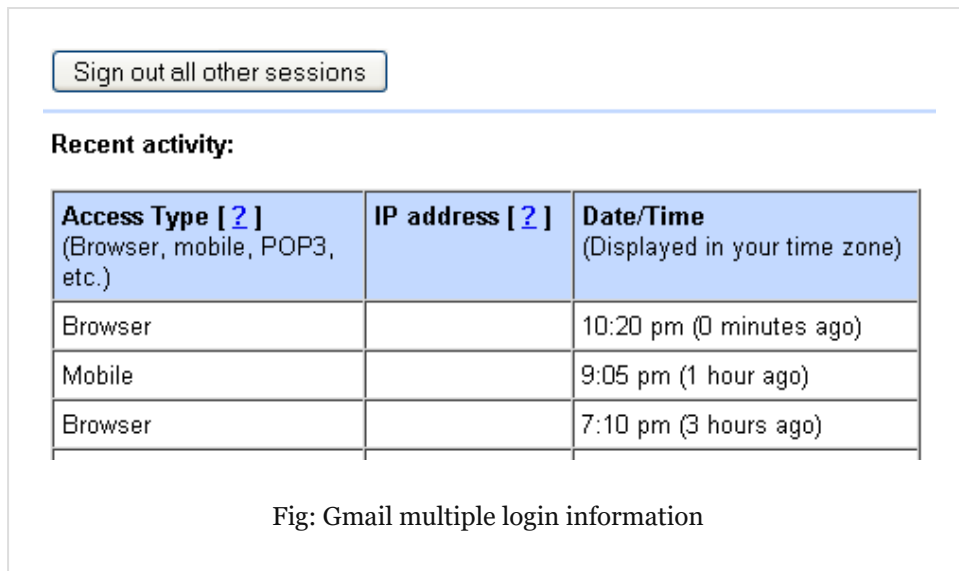 Sign out all other sessions
Recent activity:
Access Type [ ? ]
(Browser, mobile, POP3,
etc.)
IP address [ ? ]
Date/Time
(Displayed in your time zone)
Browser
10:20 pm (0 minutes ago)
Mobile
9:05 pm (1 hour ago)
Browser
7:10 pm (3 hours ago)
Fig: Gmail multiple login information